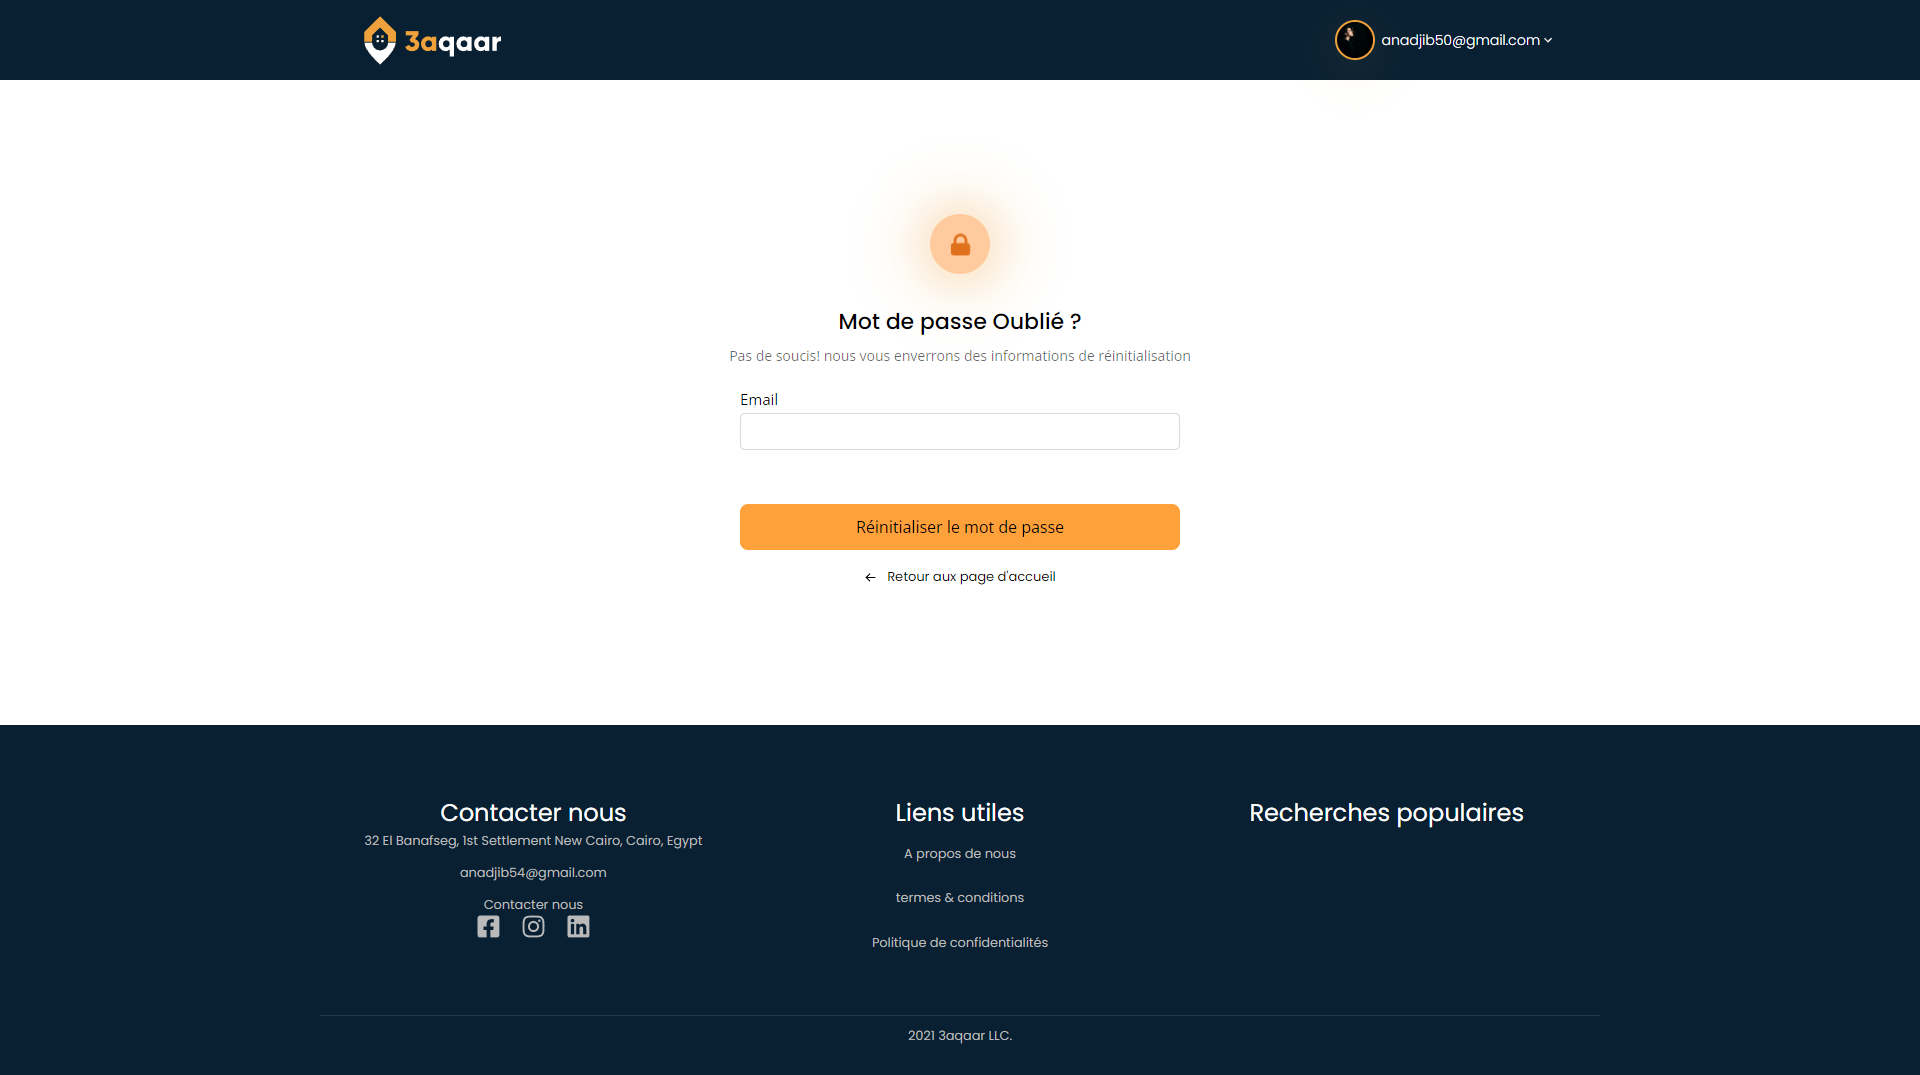 3aqaar
anadjib50@gmail.com
Mot de passe Oublié ?
Pas de soucis! nous vous enverrons des informations de réinitialisation
Email
Réinitialiser le mot de passe
Retour aux page d'accueil
Contacter nous
32 El Banafseg, 1st Settlement New Cairo, Cairo, Egypt
anadjib54@gmail.com
Contacter nous
Liens utiles
A propos de nous
termes & conditions
Politique de confidentialités
Recherches populaires
2021 3aqaar LLC.